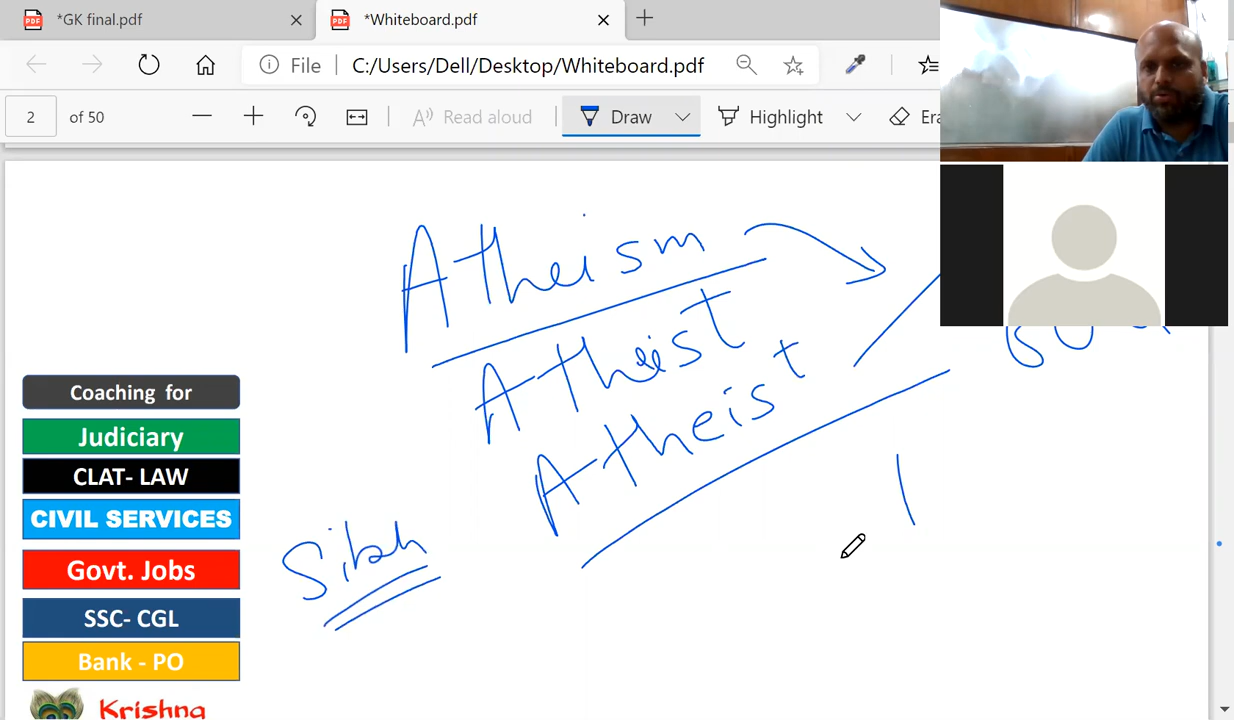 *GK final.pdf
*Whiteboard.pdf
File C:/Users/Dell/Desktop/Whiteboard.pdf
2 of 50
Read aloud
Draw
Highlight
Era
Atheism
Atheist
Atheist
Coaching for
Judiciary
CLAT- LAW
CIVIL SERVICES
Govt. Jobs
SSC- CGL
Bank - PO
Krishna